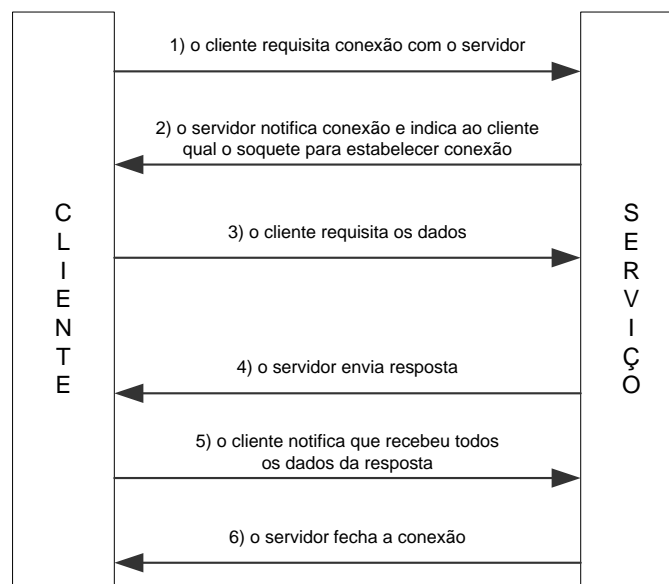 1) o cliente requisita conexão com o servidor
2) o servidor notifica conexão e indica ao cliente
qual o soquete para estabelecer conexão
CLIENTE
SERVIÇO
3) o cliente requisita os dados
4) o servidor envia resposta
5) o cliente notifica que recebeu todos
os dados da resposta
6) o servidor fecha a conexão